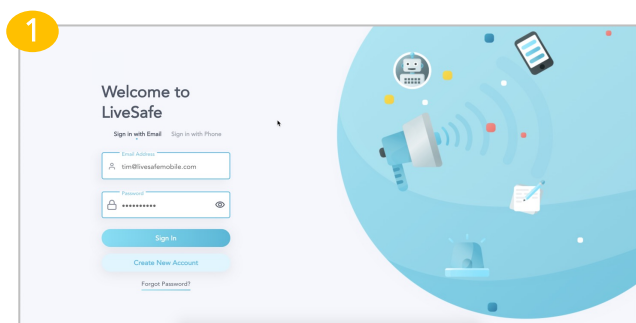 1
Welcome to
LiveSafe
Sign in with Email Sign in with Phone
Email Address
tim@livesafemobile.com
Password
••••••••••
Sign In
Create New Account
Forgot Password?